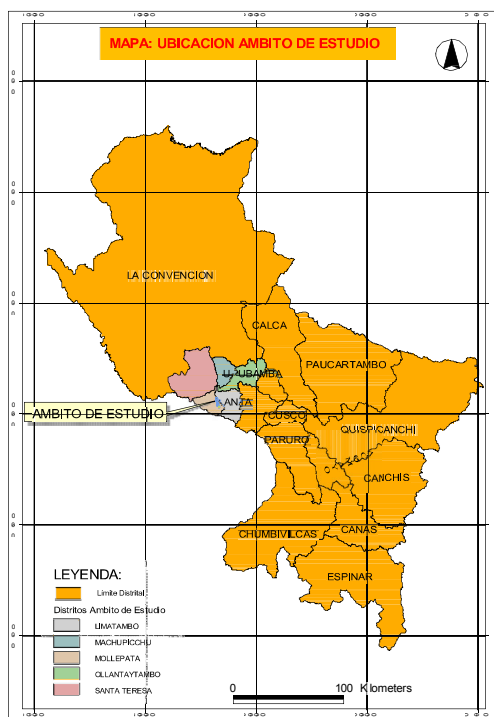 MAPA: UBICACION AMBITO DE ESTUDIO
LA CONVENCION
CALCA
PAUCARTAMBO
URUBAMBA
ANTA
AMBITO DE ESTUDIO
CUSCO
QUISPICANCHI
PARURO
CANCHIS
CANAS
CHUMBIVILCAS
ESPINAR
LEYENDA:
Límite Distrital
Distritos Ambito de Estudio
LIMATAMBO
MACHUPICCHU
MOLLEPATA
OLLANTAYTAMBO
SANTA TERESA
0 100 Kilometers